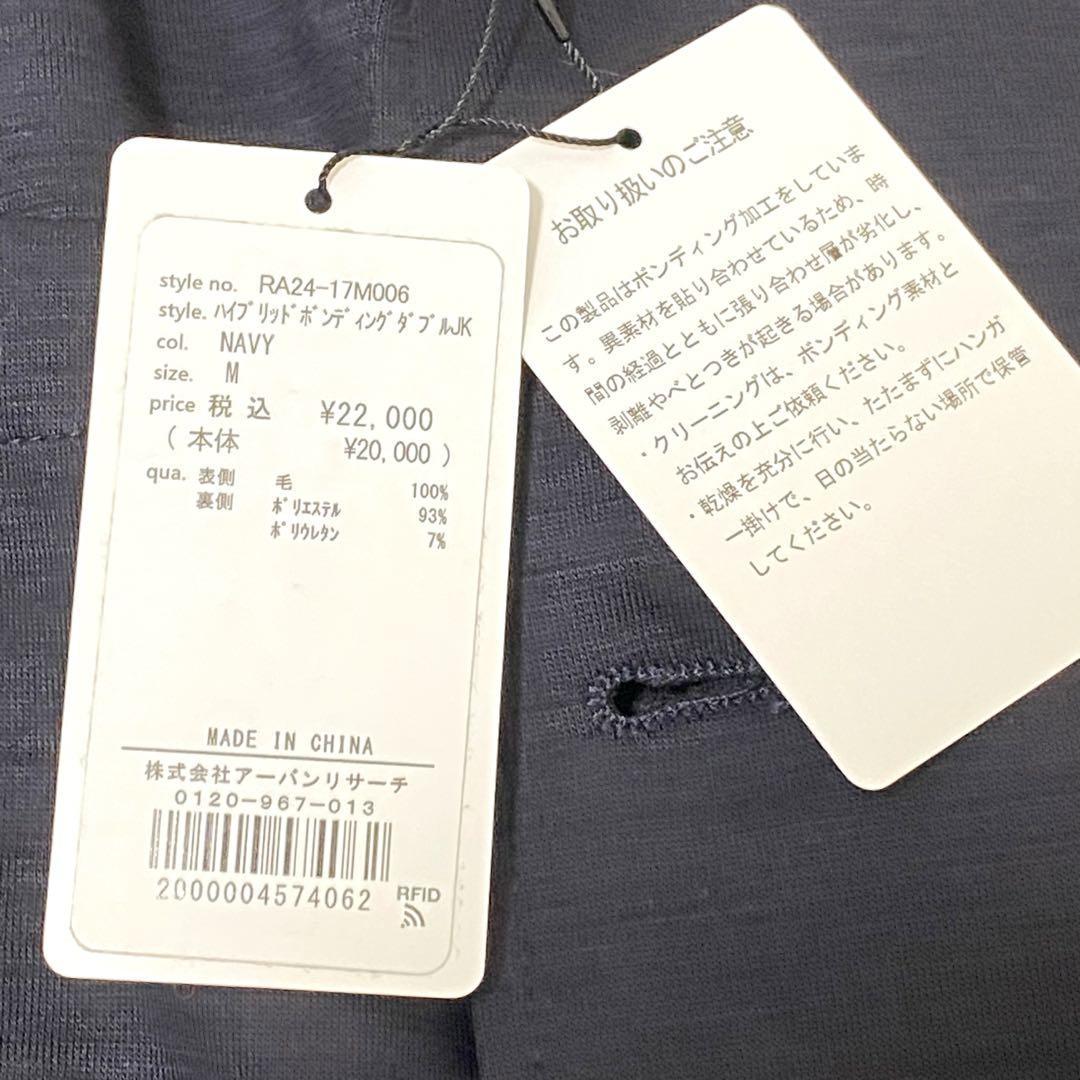 style no. RA24-17M006
style. ﾊｲﾌﾞﾘｯﾄﾞﾎﾞﾝﾃﾞｨﾝｸﾞﾀﾞﾌﾞﾙJK
col. NAVY
size. M
price 税込 ¥22,000
(本体 ¥20,000)
qua. 表側 毛 100%
裏側 ﾎﾟﾘｴｽﾃﾙ 93%
ﾎﾟﾘｳﾚﾀﾝ 7%
MADE IN CHINA
株式会社アーバンリサーチ
0120-967-013
2000004574062
RFID
お取り扱いのご注意
この製品はボンディング加工をしていま
す。異素材を貼り合わせているため、時
間の経過とともに張り合わせ層が劣化し、
剥離やべとつきが起きる場合があります。
・クリーニングは、ボンディング素材と
お伝えの上ご依頼ください。
・乾燥を充分に行い、たたまずにハンガ
ー掛けで、日の当たらない場所で保管
してください。